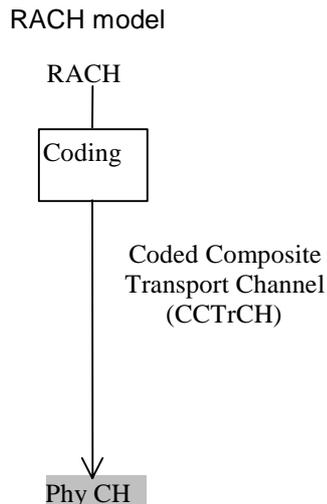 RACH model
RACH
Coding
Coded Composite
Transport Channel
(CCTrCH)
Phy CH